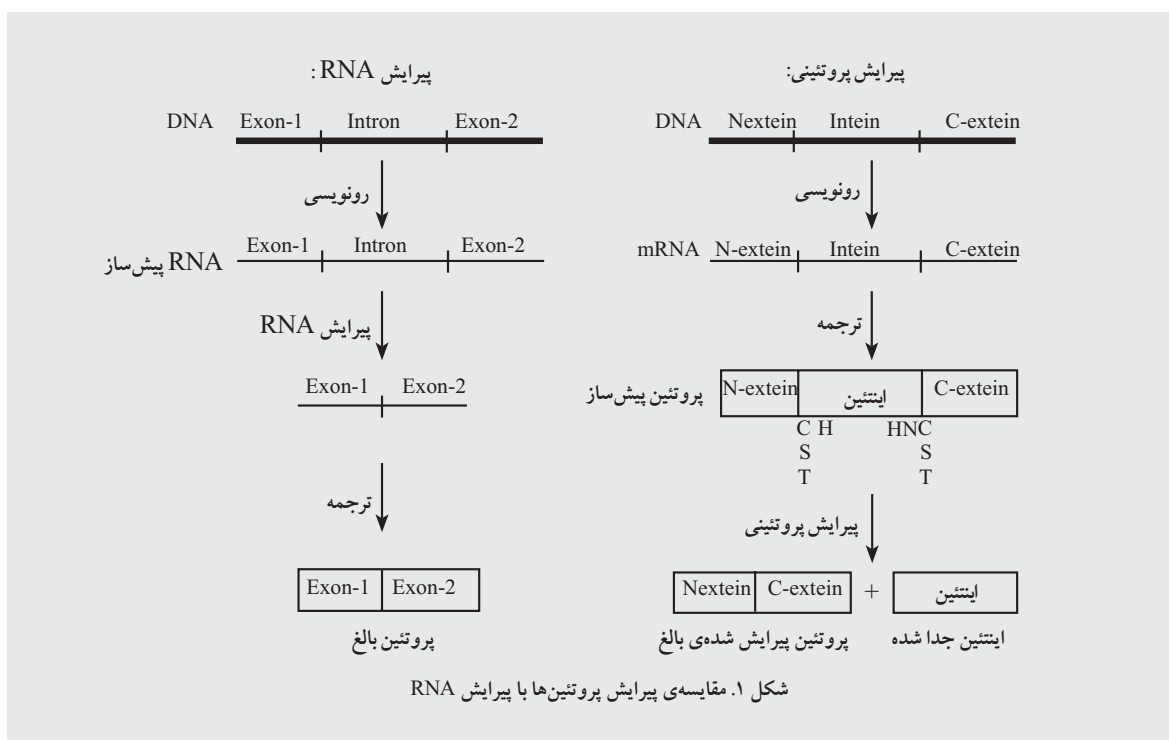 پیرایش پروتئینی:
DNA Nextein Intein C-extein
رونویسی
mRNA N-extein Intein C-extein
ترجمه
پروتئین پیش‌ساز N-extein اینتئین C-extein
C H HNC
S S
T T
پیرایش پروتئینی
Nextein C-extein + اینتئین
پروتئین پیرایش شده‌ی بالغ اینتئین جدا شده
پیرایش RNA:
DNA Exon-1 Intron Exon-2
رونویسی
RNA پیش‌ساز Exon-1 Intron Exon-2
پیرایش RNA
Exon-1 Exon-2
ترجمه
Exon-1 Exon-2
پروتئین بالغ
شکل ۱. مقایسه‌ی پیرایش پروتئین‌ها با پیرایش RNA